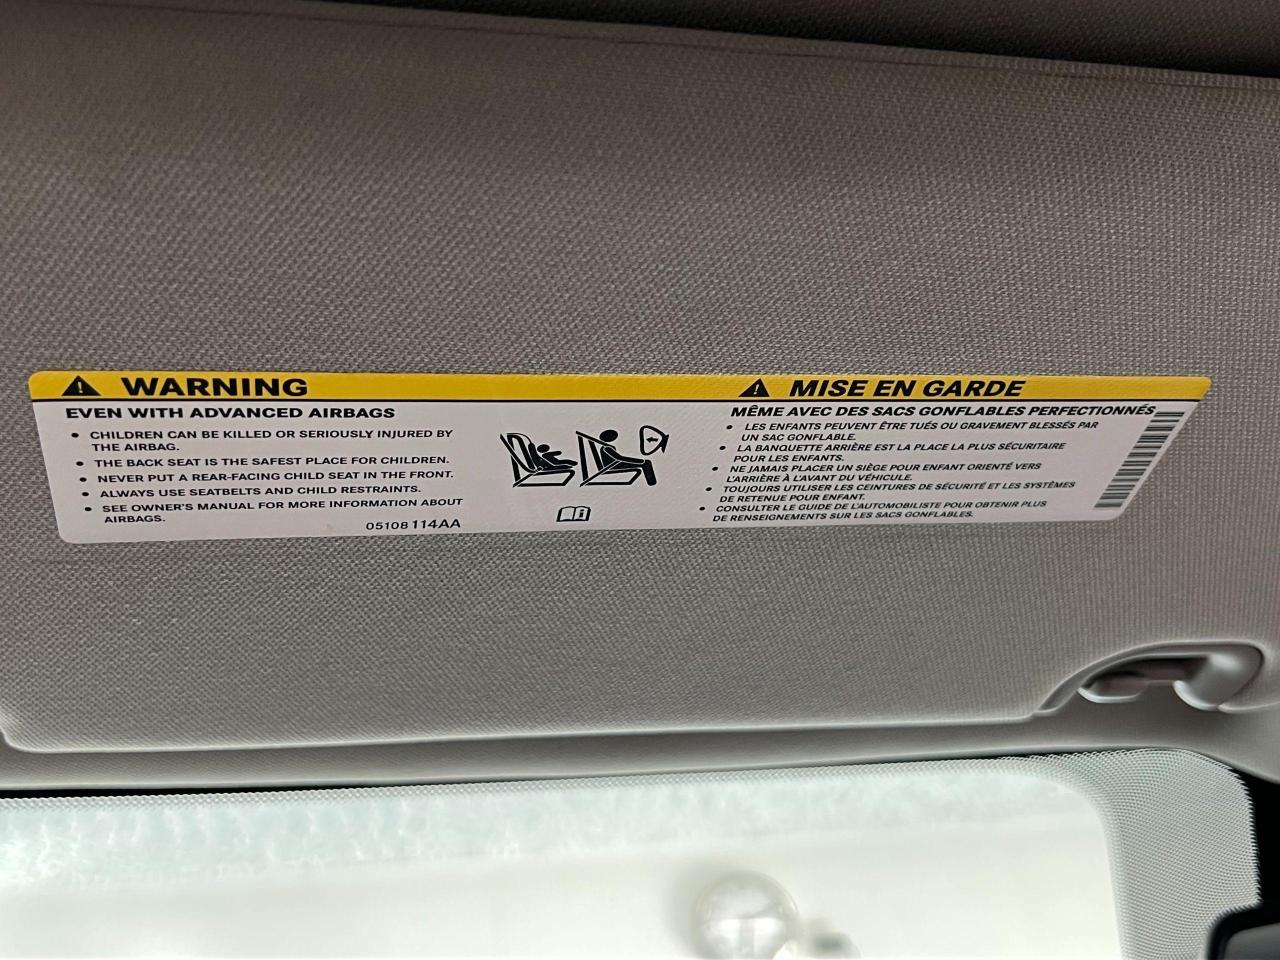 WARNING
EVEN WITH ADVANCED AIRBAGS
• CHILDREN CAN BE KILLED OR SERIOUSLY INJURED BY
THE AIRBAG.
• THE BACK SEAT IS THE SAFEST PLACE FOR CHILDREN.
• NEVER PUT A REAR-FACING CHILD SEAT IN THE FRONT.
• ALWAYS USE SEATBELTS AND CHILD RESTRAINTS.
• SEE OWNER'S MANUAL FOR MORE INFORMATION ABOUT
AIRBAGS.
05108114AA
MISE EN GARDE
MÊME AVEC DES SACS GONFLABLES PERFECTIONNÉS
• LES ENFANTS PEUVENT ÊTRE TUÉS OU GRAVEMENT BLESSÉS PAR
UN SAC GONFLABLE.
• LA BANQUETTE ARRIÈRE EST LA PLACE LA PLUS SÉCURITAIRE
POUR LES ENFANTS.
• NE JAMAIS PLACER UN SIÈGE POUR ENFANT ORIENTÉ VERS
L'ARRIÈRE À L'AVANT DU VÉHICULE.
• TOUJOURS UTILISER LES CEINTURES DE SÉCURITÉ ET LES SYSTÈMES
DE RETENUE POUR ENFANT.
• CONSULTER LE GUIDE DE L'AUTOMOBILISTE POUR OBTENIR PLUS
DE RENSEIGNEMENTS SUR LES SACS GONFLABLES.